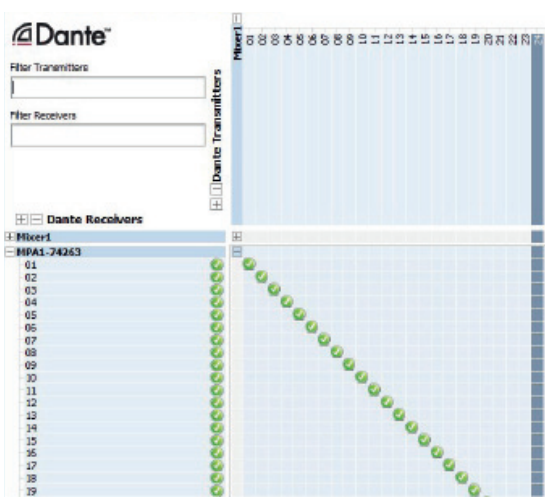 Dante™
Filter Transmitters
Filter Receivers
Dante Receivers
Dante Transmitters
Mixer1
01 02 03 04 05 06 07 08 09 10 11 12 13 14 15 16 17 18 19 20 21 22 23 24
Mixer1
MPA1-74263
01
02
03
04
05
06
07
08
09
10
11
12
13
14
15
16
17
18
19